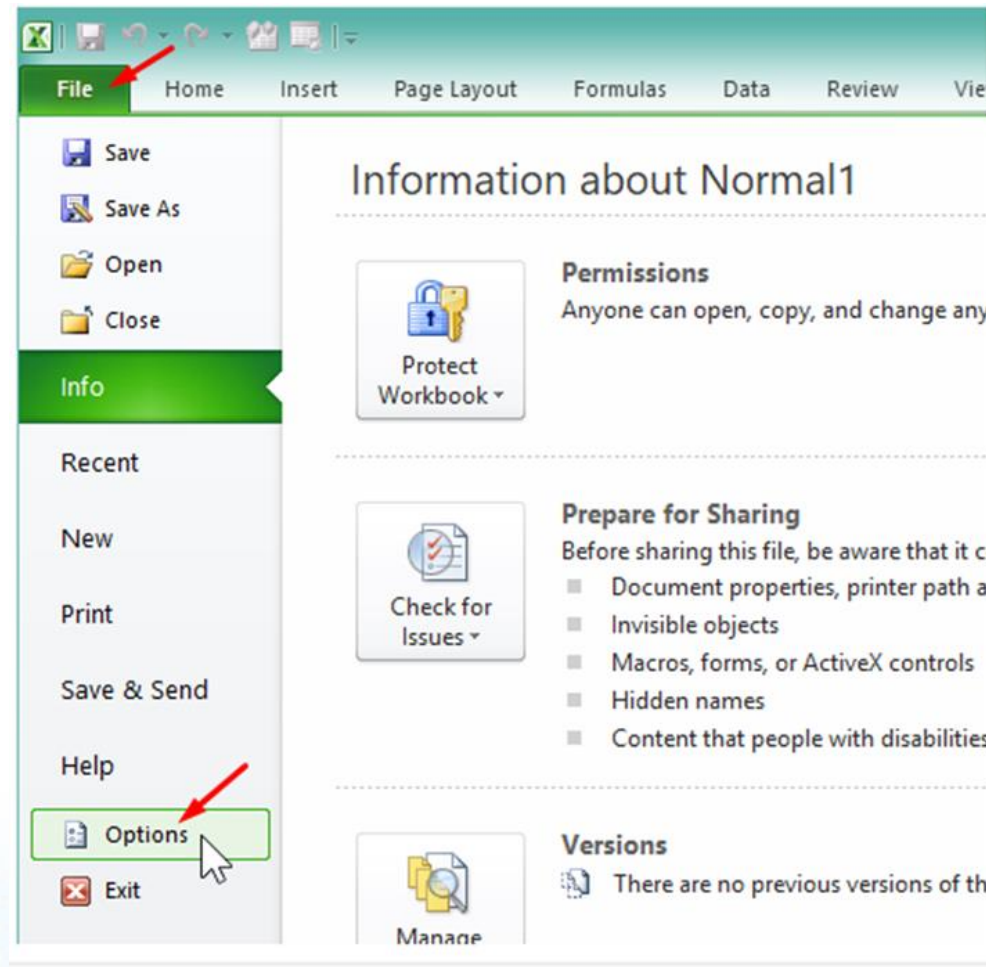 File Home Insert Page Layout Formulas Data Review
Save
Save As
Open
Close
Info
Recent
New
Print
Save & Send
Help
Options
Exit
Information about Normal1
Protect
Workbook
Permissions
Anyone can open, copy, and change any
Check for
Issues
Prepare for Sharing
Before sharing this file, be aware that it
Document properties, printer path
Invisible objects
Macros, forms, or ActiveX controls
Hidden names
Content that people with disabilities
Manage
Versions
There are no previous versions of